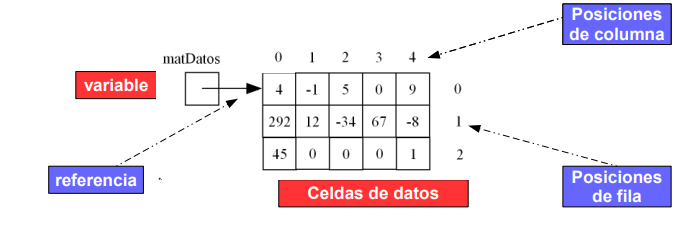 Posiciones
de columna
matDatos
0 1 2 3 4
variable
4 -1 5 0 9 0
292 12 -34 67 -8 1
45 0 0 0 1 2
referencia
Posiciones
de fila
Celdas de datos